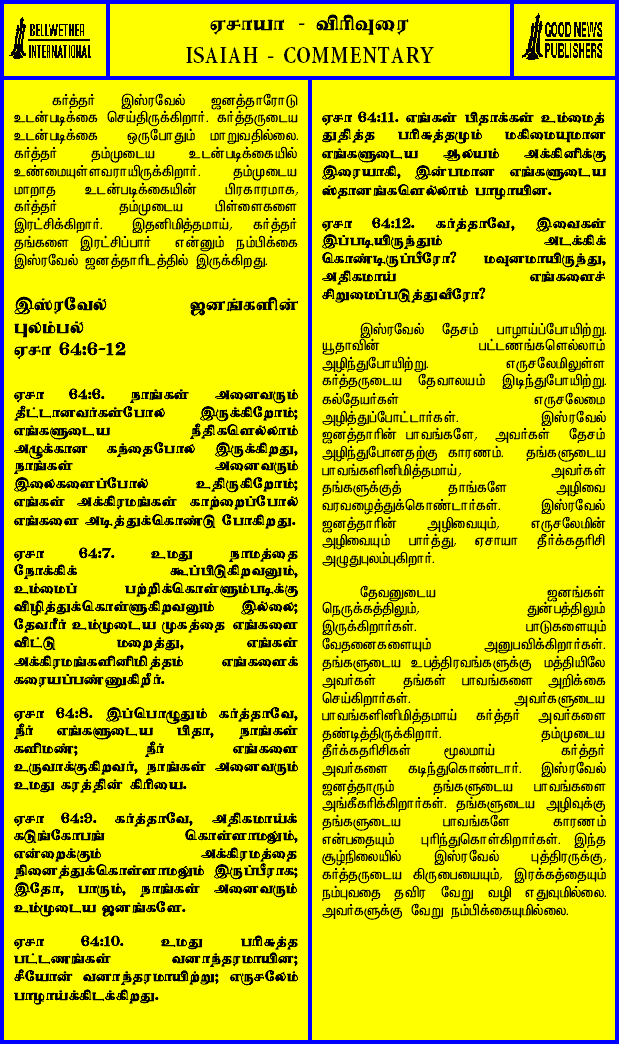 BELLWETHER
INTERNATIONAL
ஏசாயா - விரிவுரை
ISAIAH - COMMENTARY
GOOD NEWS
PUBLISHERS
கர்த்தர் இஸ்ரவேல் ஜனத்தாரோடு
உடன்படிக்கை செய்திருக்கிறார். கர்த்தருடைய
உடன்படிக்கை ஒருபோதும் மாறுவதில்லை.
கர்த்தர் தம்முடைய உடன்படிக்கையில்
உண்மையுள்ளவராயிருக்கிறார். தம்முடைய
மாறாத உடன்படிக்கையின் பிரகாரமாக,
கர்த்தர் தம்முடைய பிள்ளைகளை
இரட்சிக்கிறார். இதனிமித்தமாய், கர்த்தர்
தங்களை இரட்சிப்பார் என்னும் நம்பிக்கை
இஸ்ரவேல் ஜனத்தாரிடத்தில் இருக்கிறது.
இஸ்ரவேல் ஜனங்களின்
புலம்பல்
ஏசா 64:6-12
ஏசா 64:6. நாங்கள் அனைவரும்
தீட்டானவர்கள்போல இருக்கிறோம்;
எங்களுடைய நீதிகளெல்லாம்
அழுக்கான கந்தைபோல இருக்கிறது,
நாங்கள் அனைவரும்
இலைகளைப்போல் உதிருகிறோம்;
எங்கள் அக்கிரமங்கள் காற்றைப்போல்
எங்களை அடித்துக்கொண்டு போகிறது.
ஏசா 64:7. உமது நாமத்தை
நோக்கிக் கூப்பிடுகிறவனும்,
உம்மைப் பற்றிக்கொள்ளும்படிக்கு
விழித்துக்கொள்ளுகிறவனும் இல்லை;
தேவரீர் உம்முடைய முகத்தை எங்களை
விட்டு மறைத்து, எங்கள்
அக்கிரமங்களினிமித்தம் எங்களைக்
கரையப்பண்ணுகிறீர்.
ஏசா 64:8. இப்பொழுதும் கர்த்தாவே,
நீர் எங்களுடைய பிதா, நாங்கள்
களிமண்; நீர் எங்களை
உருவாக்குகிறவர், நாங்கள் அனைவரும்
உமது கரத்தின் கிரியை.
ஏசா 64:9. கர்த்தாவே, அதிகமாய்க்
கடுங்கோபங் கொள்ளாமலும்,
என்றைக்கும் அக்கிரமத்தை
நினைத்துக்கொள்ளாமலும் இருப்பீராக;
இதோ, பாரும், நாங்கள் அனைவரும்
உம்முடைய ஜனங்களே.
ஏசா 64:10. உமது பரிசுத்த
பட்டணங்கள் வனாந்தரமாயின;
சீயோன் வனாந்தரமாயிற்று; எருசலேம்
பாழாய்க்கிடக்கிறது.
ஏசா 64:11. எங்கள் பிதாக்கள் உம்மைத்
துதித்த பரிசுத்தமும் மகிமையுமான
எங்களுடைய ஆலயம் அக்கினிக்கு
இரையாகி, இன்பமான எங்களுடைய
ஸ்தானங்களெல்லாம் பாழாயின.
ஏசா 64:12. கர்த்தாவே, இவைகள்
இப்படியிருந்தும் அடக்கிக்
கொண்டிருப்பீரோ? மவுனமாயிருந்து,
அதிகமாய் எங்களைச்
சிறுமைப்படுத்துவீரோ?
இஸ்ரவேல் தேசம் பாழாய்ப்போயிற்று.
யூதாவின் பட்டணங்களெல்லாம்
அழிந்துபோயிற்று. எருசலேமிலுள்ள
கர்த்தருடைய தேவாலயம் இடிந்துபோயிற்று.
கல்தேயர்கள் எருசலேமை
அழித்துப்போட்டார்கள். இஸ்ரவேல்
ஜனத்தாரின் பாவங்களே, அவர்கள் தேசம்
அழிந்துபோனதற்கு காரணம். தங்களுடைய
பாவங்களினிமித்தமாய், அவர்கள்
தங்களுக்குத் தாங்களே அழிவை
வரவழைத்துக்கொண்டார்கள். இஸ்ரவேல்
ஜனத்தாரின் அழிவையும், எருசலேமின்
அழிவையும் பார்த்து, ஏசாயா தீர்க்கதரிசி
அழுதுபுலம்புகிறார்.
தேவனுடைய ஜனங்கள்
நெருக்கத்திலும், துன்பத்திலும்
இருக்கிறார்கள். பாடுகளையும்
வேதனைகளையும் அனுபவிக்கிறார்கள்.
தங்களுடைய உபத்திரவங்களுக்கு மத்தியிலே
அவர்கள் தங்கள் பாவங்களை அறிக்கை
செய்கிறார்கள். அவர்களுடைய
பாவங்களினிமித்தமாய் கர்த்தர் அவர்களை
தண்டித்திருக்கிறார். தம்முடைய
தீர்க்கதரிசிகள் மூலமாய் கர்த்தர்
அவர்களை கடிந்துகொண்டார். இஸ்ரவேல்
ஜனத்தாரும் தங்களுடைய பாவங்களை
அங்கீகரிக்கிறார்கள். தங்களுடைய அழிவுக்கு
தங்களுடைய பாவங்களே காரணம்
என்பதையும் புரிந்துகொள்கிறார்கள். இந்த
சூழ்நிலையில் இஸ்ரவேல் புத்திரருக்கு,
கர்த்தருடைய கிருபையையும், இரக்கத்தையும்
நம்புவதை தவிர வேறு வழி எதுவுமில்லை.
அவர்களுக்கு வேறு நம்பிக்கையுமில்லை.